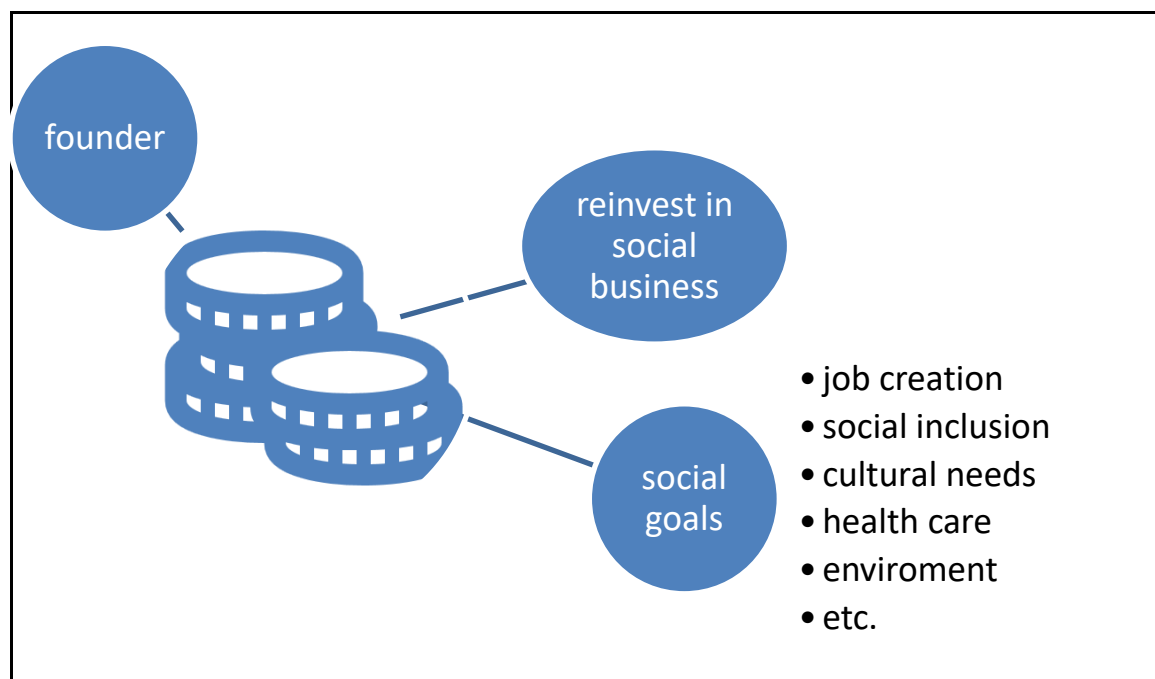 founder
reinvest in
social
business
social
goals
• job creation
• social inclusion
• cultural needs
• health care
• enviroment
• etc.